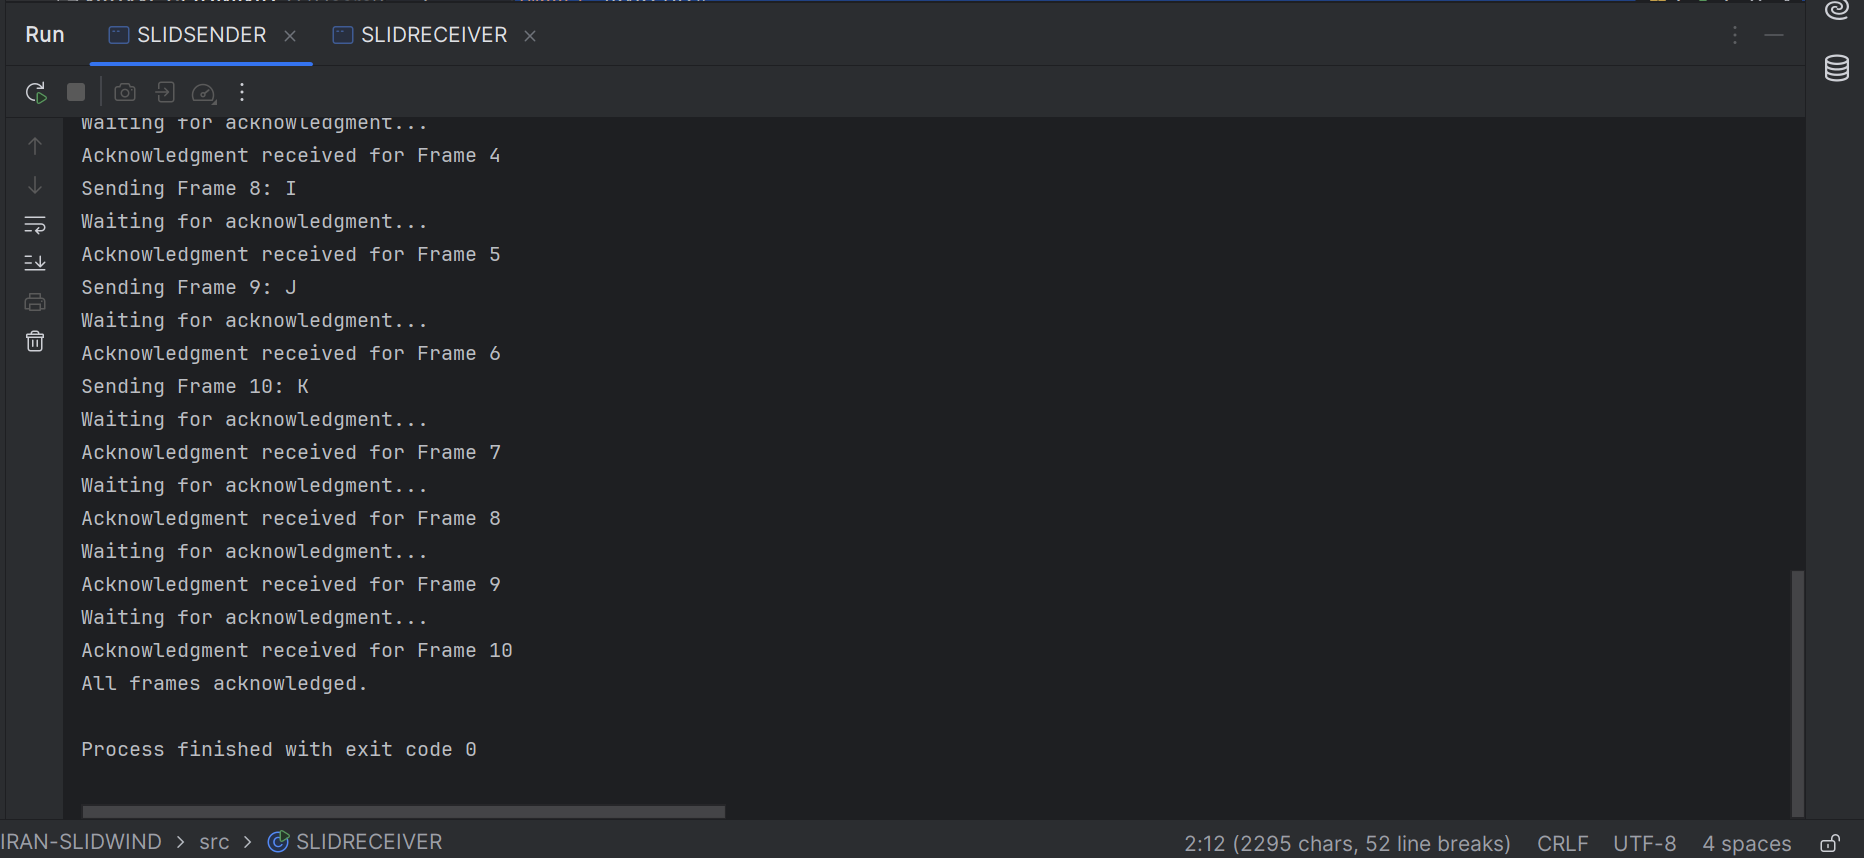 Run SLIDSENDER SLIDRECEIVER
Waiting for acknowledgment...
Acknowledgment received for Frame 4
Sending Frame 8: I
Waiting for acknowledgment...
Acknowledgment received for Frame 5
Sending Frame 9: J
Waiting for acknowledgment...
Acknowledgment received for Frame 6
Sending Frame 10: K
Waiting for acknowledgment...
Acknowledgment received for Frame 7
Waiting for acknowledgment...
Acknowledgment received for Frame 8
Waiting for acknowledgment...
Acknowledgment received for Frame 9
Waiting for acknowledgment...
Acknowledgment received for Frame 10
All frames acknowledged.
Process finished with exit code 0
IRAN-SLIDWIND > src > SLIDRECEIVER 2:12 (2295 chars, 52 line breaks) CRLF UTF-8 4 spaces